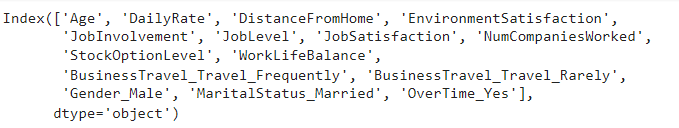 Index(['Age', 'DailyRate', 'DistanceFromHome', 'EnvironmentSatisfaction',
'JobInvolvement', 'JobLevel', 'JobSatisfaction', 'NumCompaniesWorked',
'StockOptionLevel', 'WorkLifeBalance',
'BusinessTravel_Travel_Frequently', 'BusinessTravel_Travel_Rarely',
'Gender_Male', 'MaritalStatus_Married', 'OverTime_Yes'],
dtype='object')